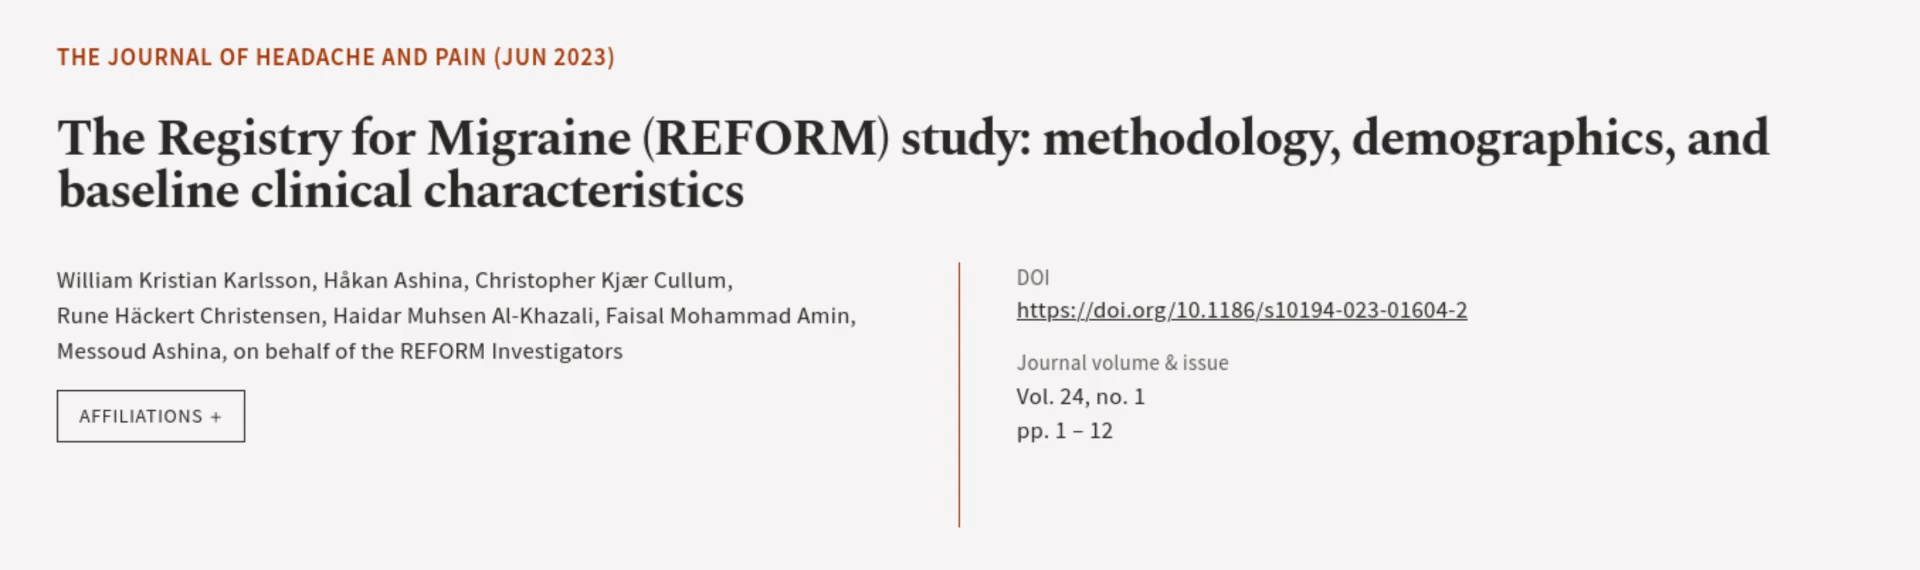 THE JOURNAL OF HEADACHE AND PAIN (JUN 2023)
The Registry for Migraine (REFORM) study: methodology, demographics, and
baseline clinical characteristics
William Kristian Karlsson, Håkan Ashina, Christopher Kjær Cullum,
Rune Häckert Christensen, Haidar Muhsen Al-Khazali, Faisal Mohammad Amin,
Messoud Ashina, on behalf of the REFORM Investigators
AFFILIATIONS +
DOI
https://doi.org/10.1186/s10194-023-01604-2
Journal volume & issue
Vol. 24, no. 1
pp. 1 – 12